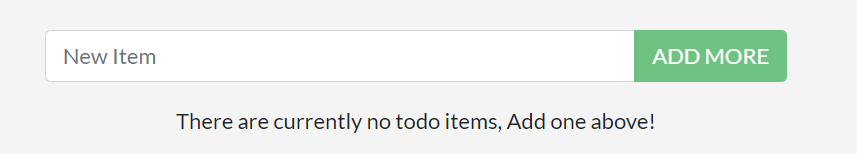 New Item ADD MORE
There are currently no todo items, Add one above!